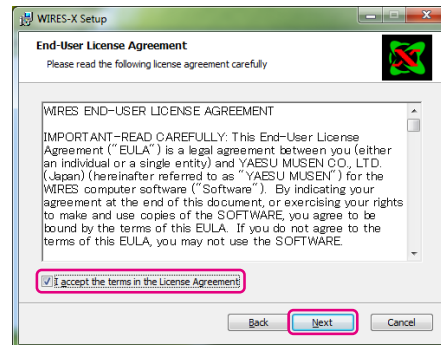 WIRES-X Setup
End-User License Agreement
Please read the following license agreement carefully
WIRES END-USER LICENSE AGREEMENT
IMPORTANT-READ CAREFULLY: This End-User License
Agreement ("EULA") is a legal agreement between you (either
an individual or a single entity) and YAESU MUSEN CO., LTD.
(Japan) (hereinafter referred to as "YAESU MUSEN") for the
WIRES computer software ("Software"). By indicating your
agreement at the end of this document, or exercising your rights
to make and use copies of the SOFTWARE, you agree to be
bound by the terms of this EULA. If you do not agree to the
terms of this EULA, you may not use the SOFTWARE.
I accept the terms in the License Agreement
Back Next Cancel